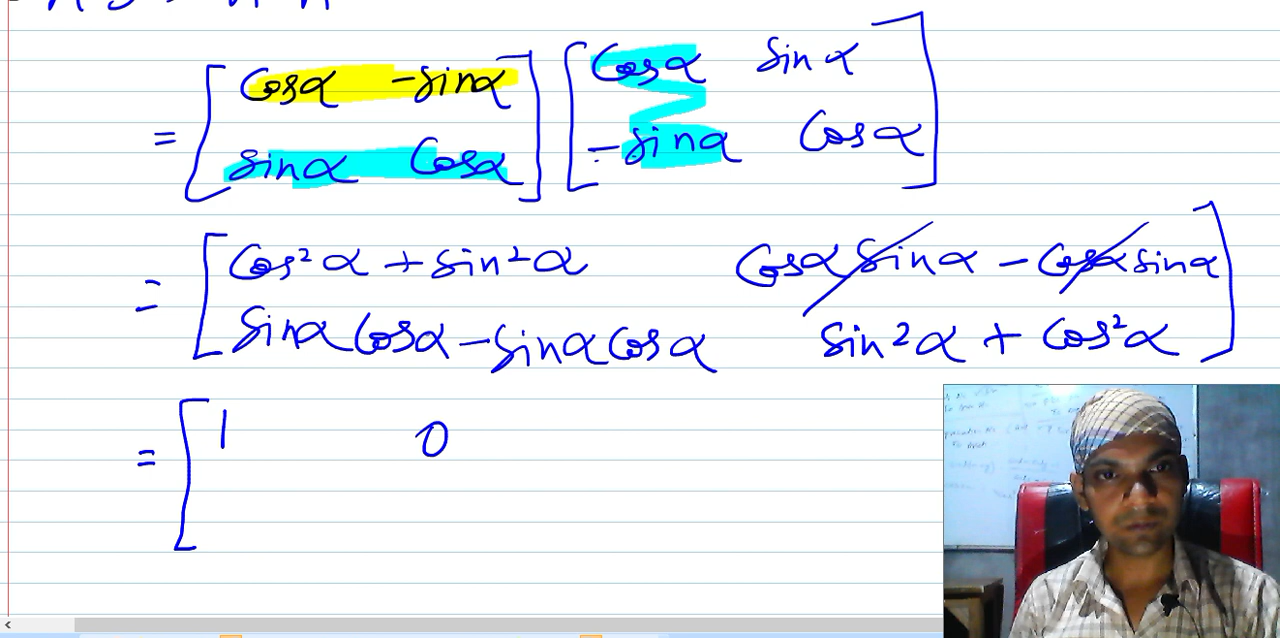 = [ Cosα -sinα ] [ Cosα sinα ]
[ sinα Cosα ] [ -sinα Cosα ]
= [ Cos²α + sin²α Cosα sinα - Cosα sinα ]
[ sinα Cosα - sinα Cosα sin²α + Cos²α ]
= [ 1 0